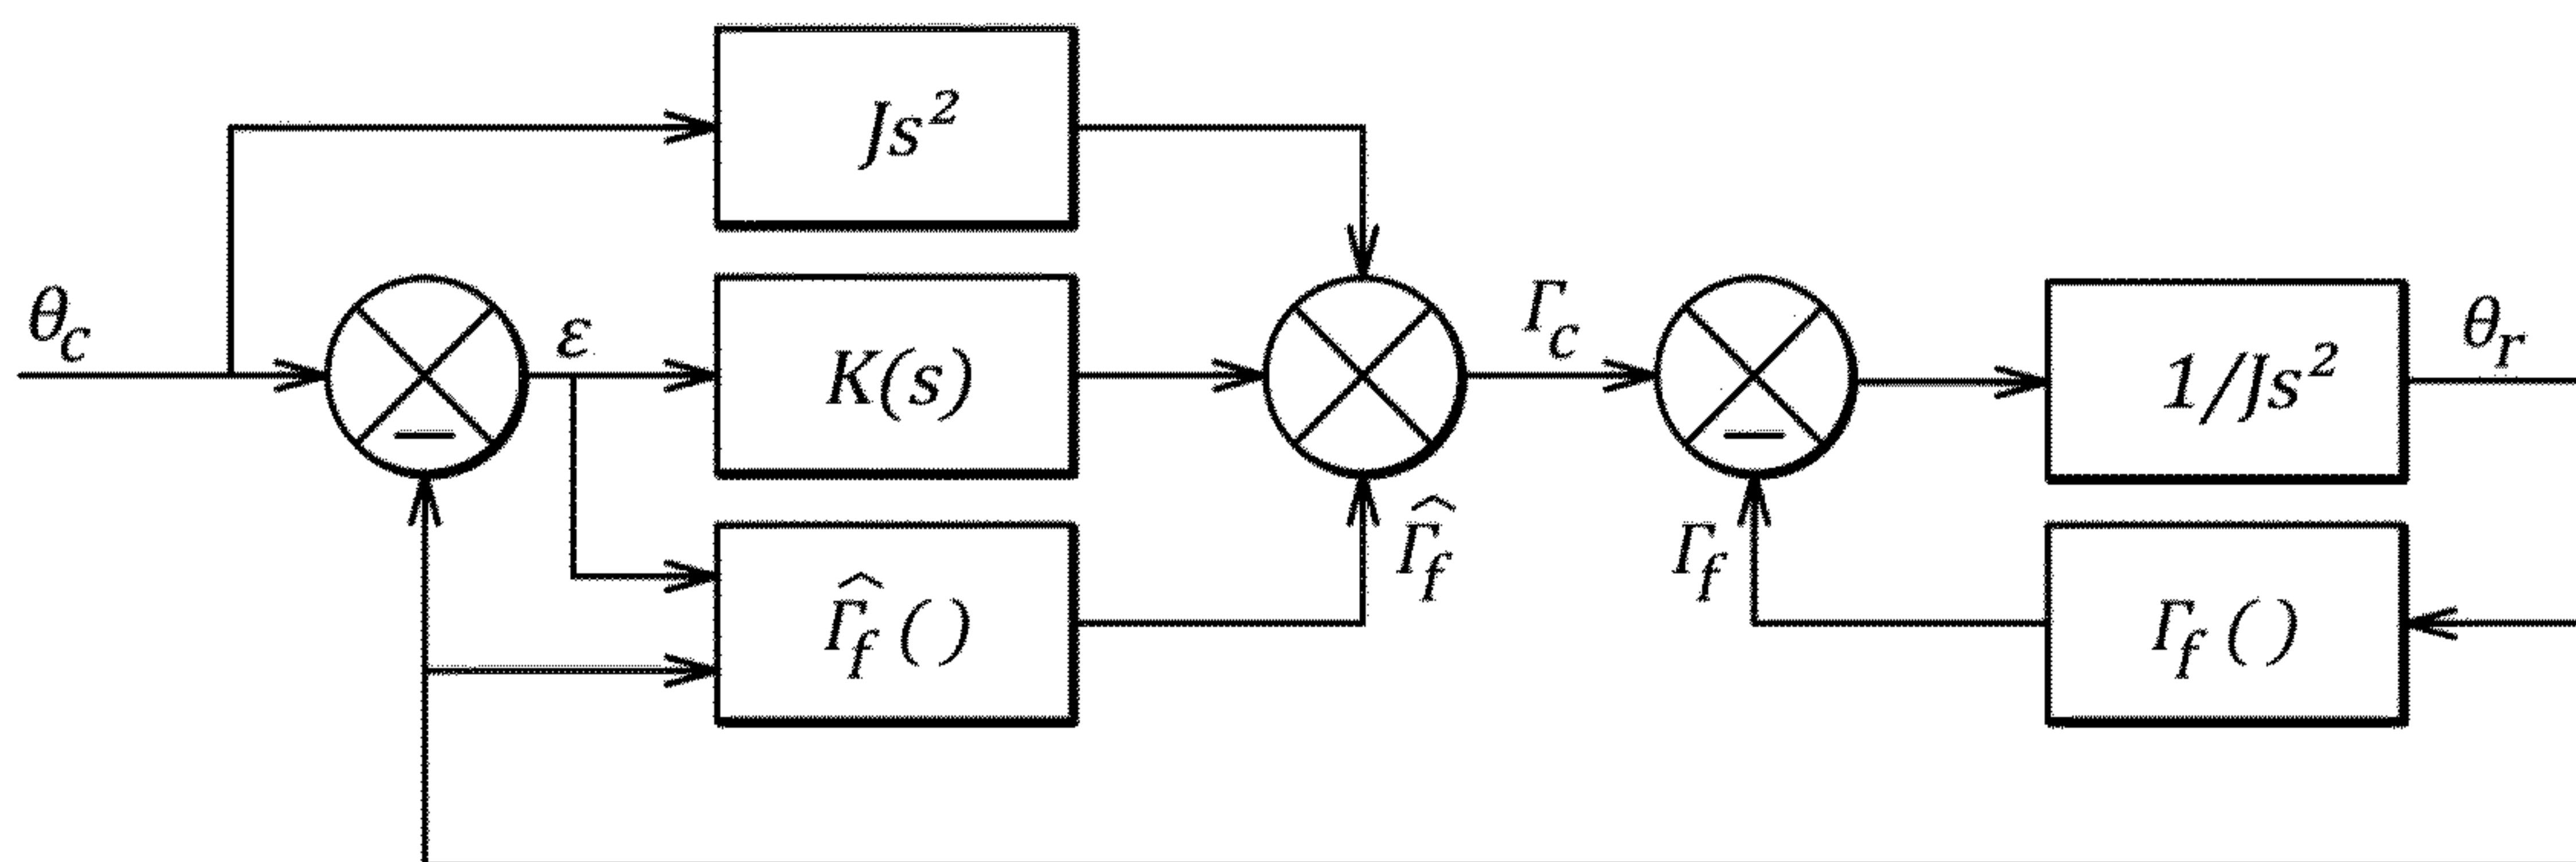 Js²
θc
ε
K(s)
Γc
1/Js²
θr
Γ̂f
Γf
Γ̂f ( )
Γf ( )